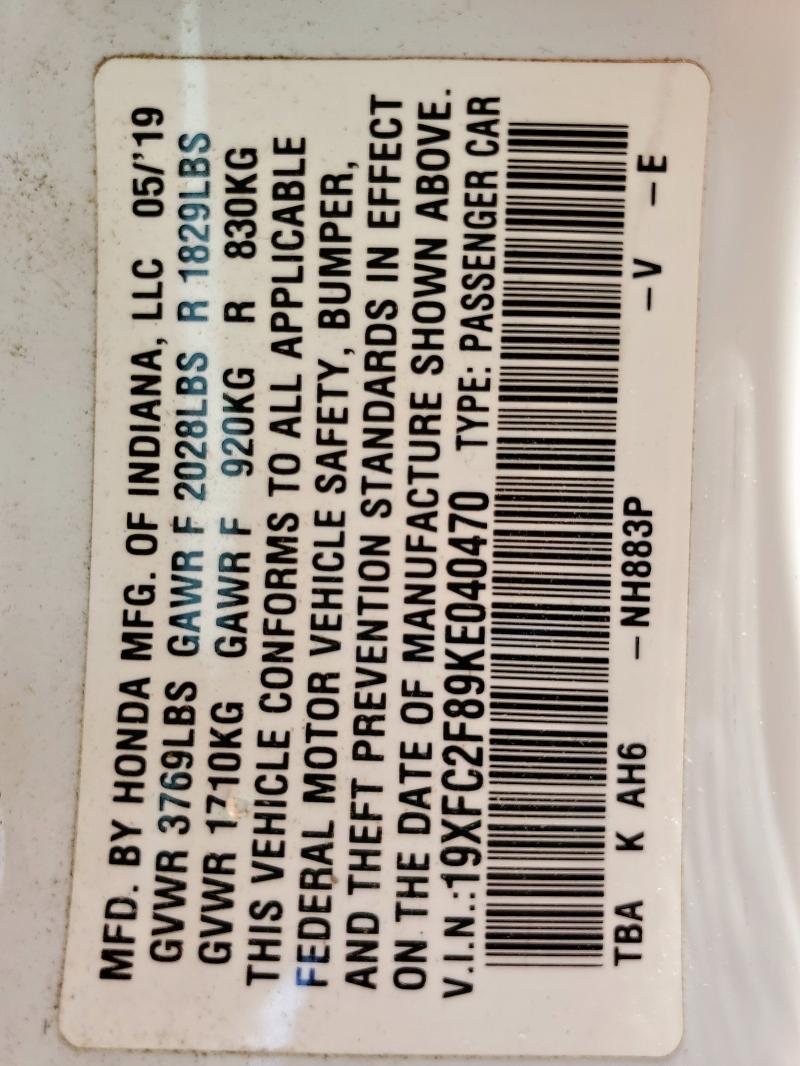 MFD. BY HONDA MFG. OF INDIANA, LLC 05/'19
GVWR 3769LBS GAWR F 2028LBS R 1829LBS
GVWR 1710KG GAWR F 920KG R 830KG
THIS VEHICLE CONFORMS TO ALL APPLICABLE
FEDERAL MOTOR VEHICLE SAFETY, BUMPER,
AND THEFT PREVENTION STANDARDS IN EFFECT
ON THE DATE OF MANUFACTURE SHOWN ABOVE.
V.I.N.:19XFC2F89KE040470 TYPE: PASSENGER CAR
TBA K AH6 –NH883P –V –E